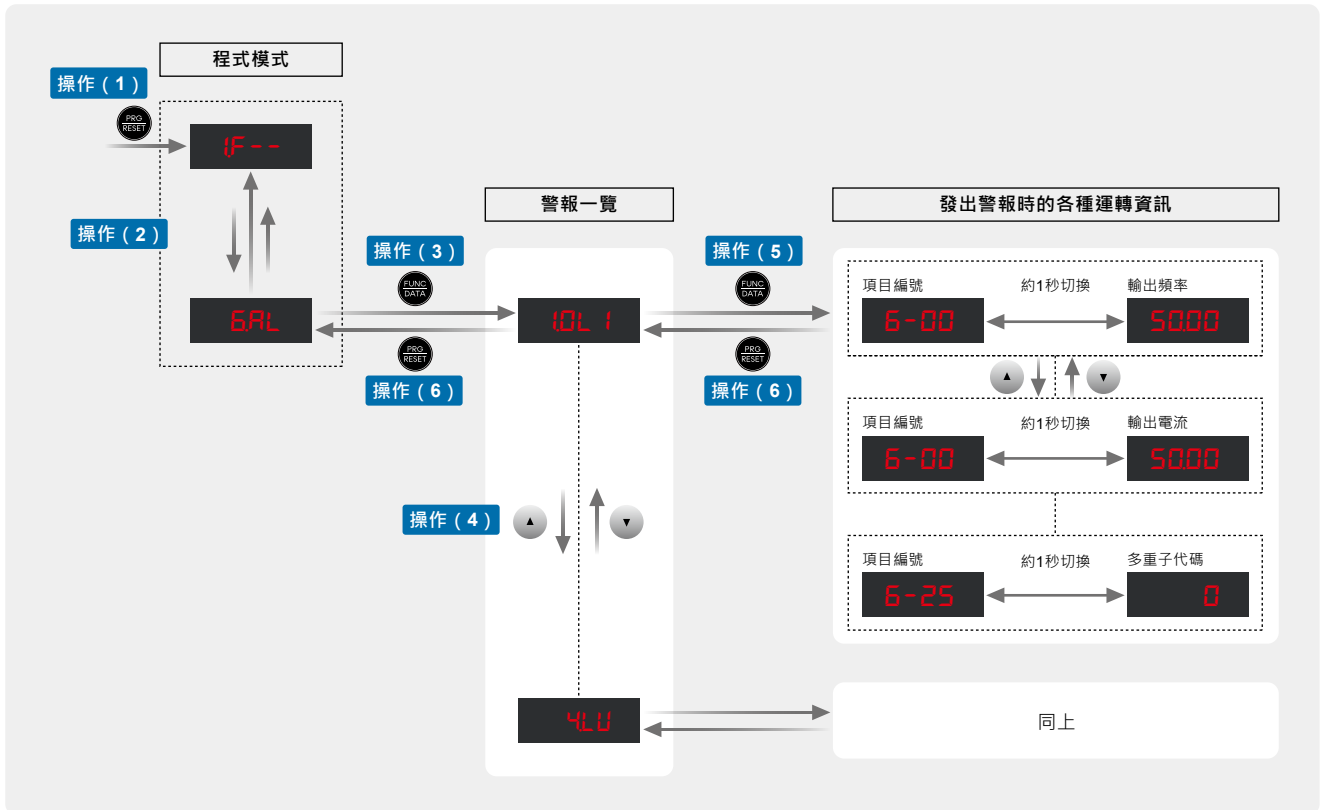 程式模式
操作（1）
PRG
RESET
1.F--
操作（2）
6.AL
警報一覽
操作（3）
FUNC
DATA
1.OL1
PRG
RESET
操作（6）
操作（4）
▲
▼
4.LU
發出警報時的各種運轉資訊
操作（5）
FUNC
DATA
PRG
RESET
操作（6）
項目編號
約1秒切換
輸出頻率
6-00
50.00
▲
▼
項目編號
約1秒切換
輸出電流
6-00
50.00
項目編號
約1秒切換
多重子代碼
6-25
0
同上